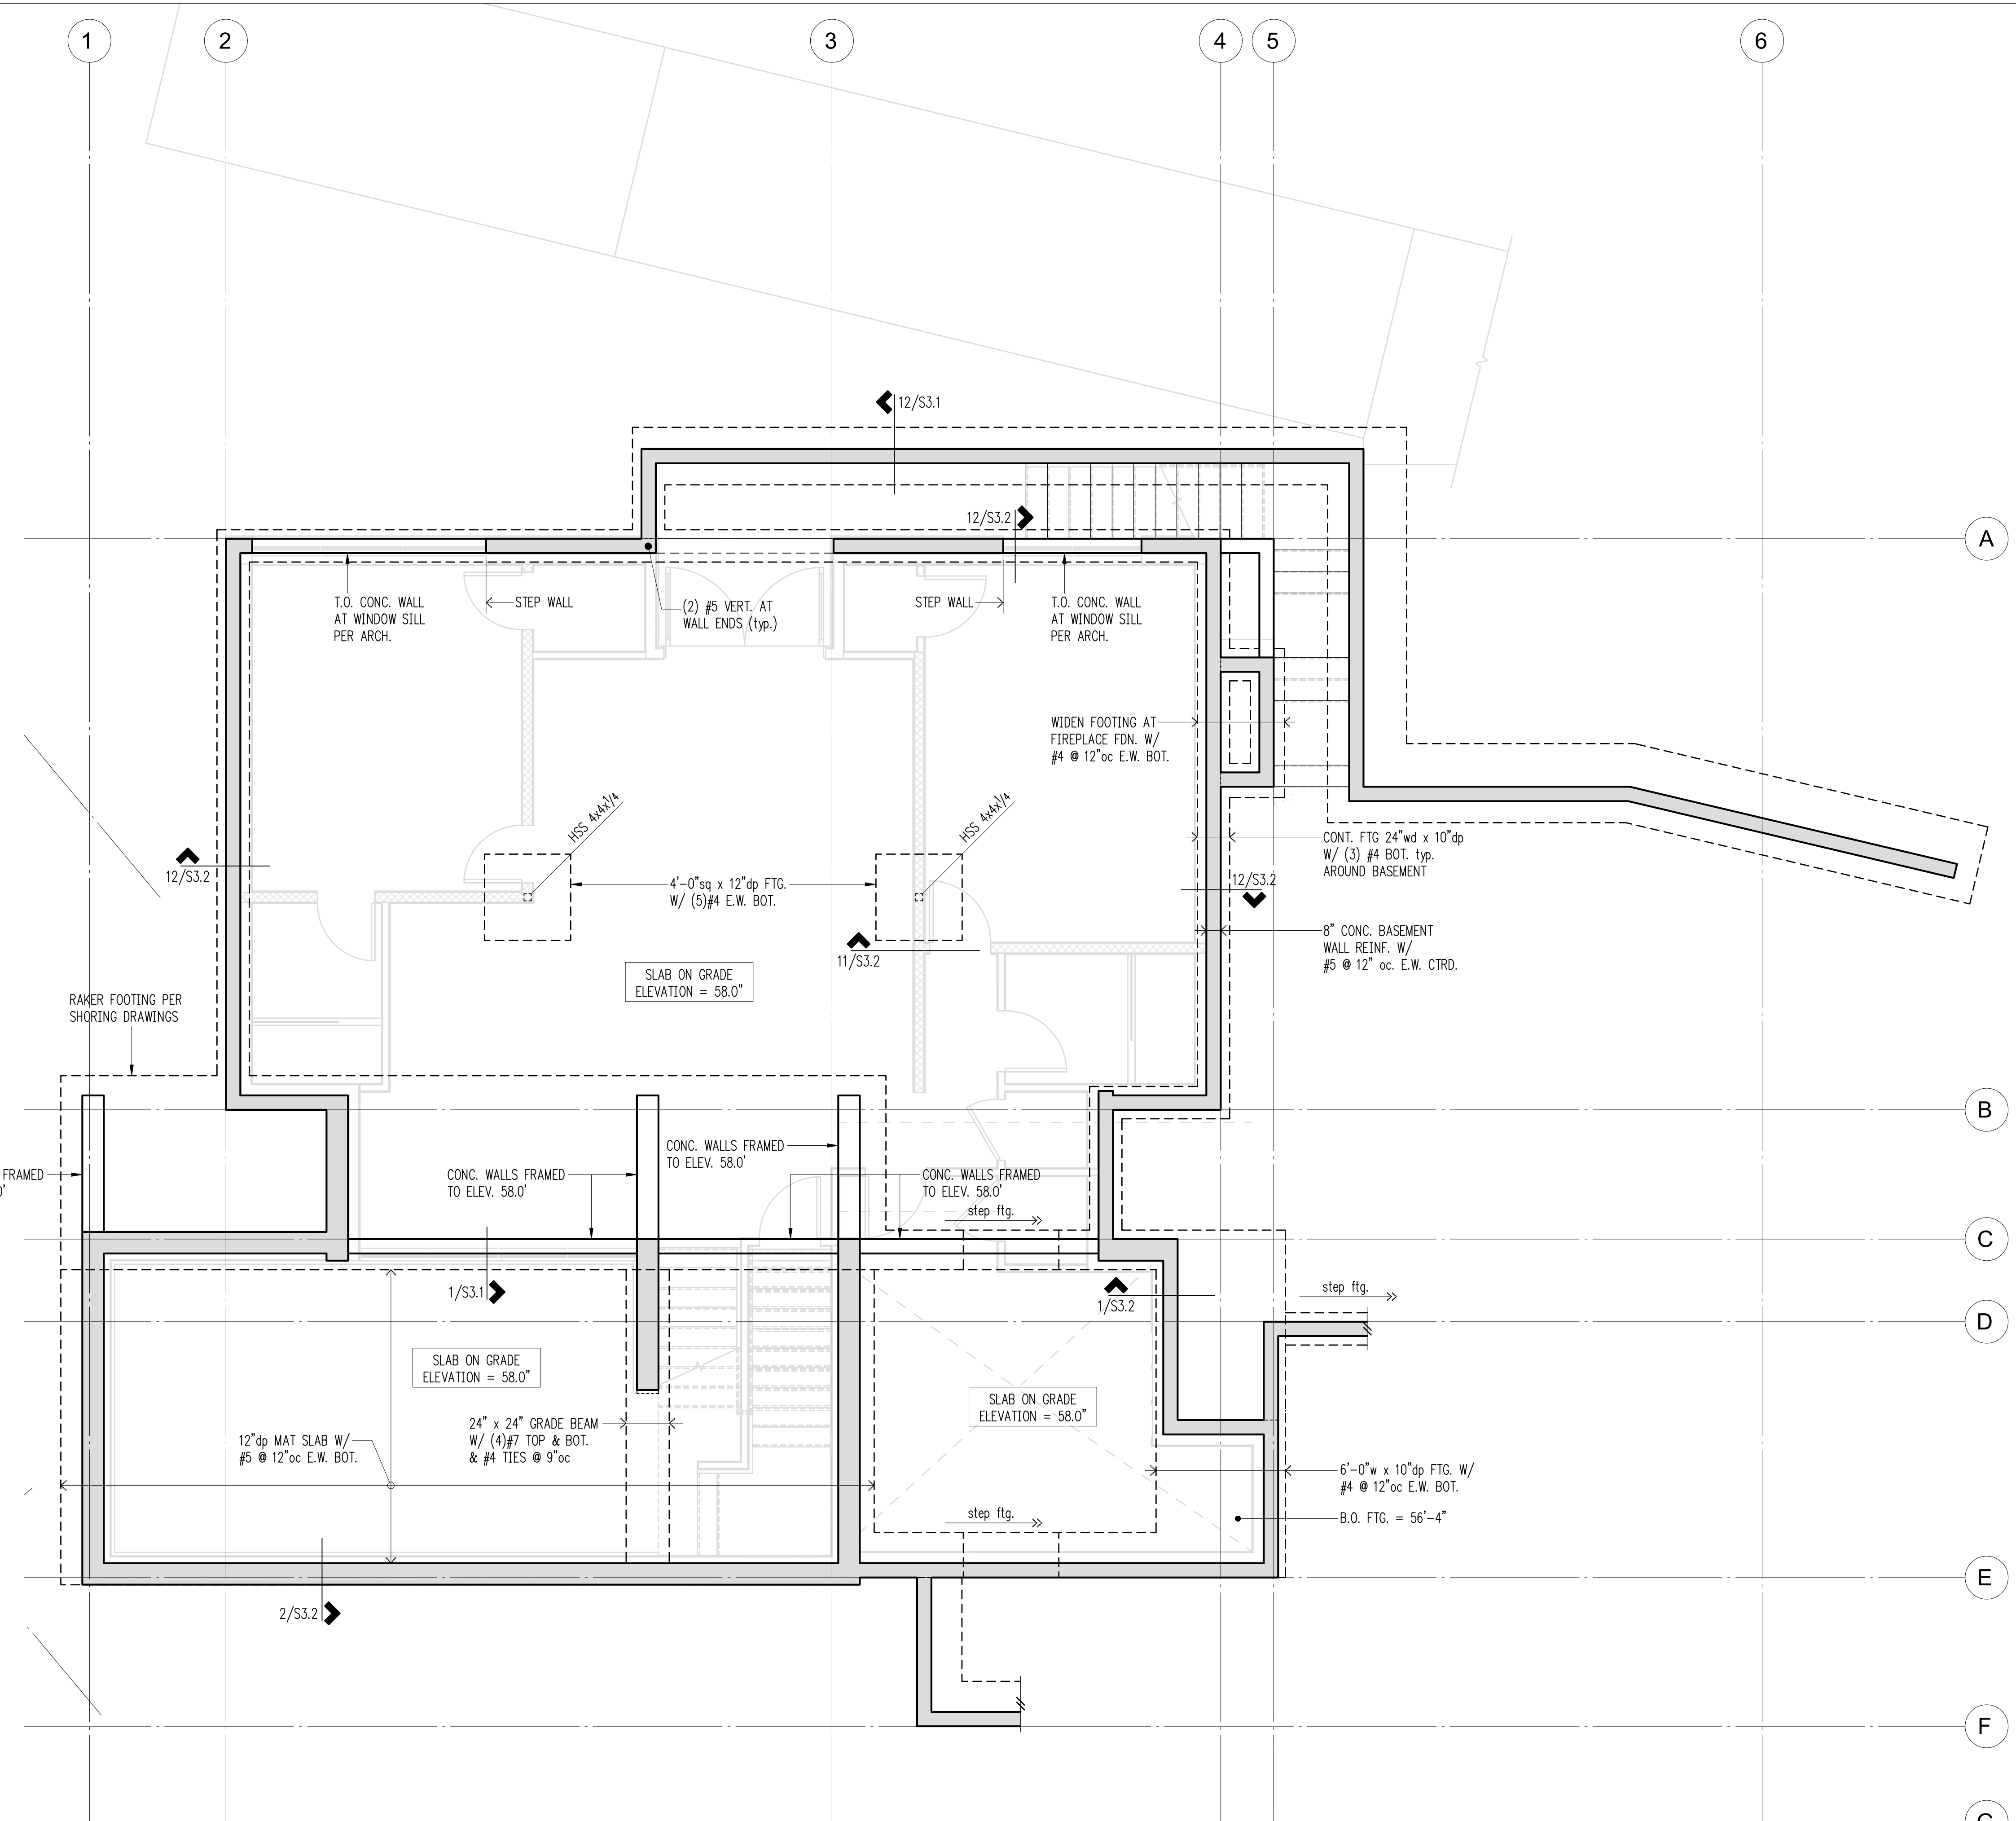 1
2
3
4
5
6
12/S3.1
12/S3.2
A
T.O. CONC. WALL
AT WINDOW SILL
PER ARCH.
STEP WALL
(2) #5 VERT. AT
WALL ENDS (typ.)
STEP WALL
T.O. CONC. WALL
AT WINDOW SILL
PER ARCH.
WIDEN FOOTING AT
FIREPLACE FDN. W/
#4 @ 12"oc E.W. BOT.
HSS 4x4x1/4
HSS 4x4x1/4
CONT. FTG 24"wd x 10"dp
W/ (3) #4 BOT. typ.
AROUND BASEMENT
12/S3.2
4'-0"sq x 12"dp FTG.
W/ (5)#4 E.W. BOT.
12/S3.2
8" CONC. BASEMENT
WALL REINF. W/
#5 @ 12" oc. E.W. CTRD.
11/S3.2
SLAB ON GRADE
ELEVATION = 58.0"
RAKER FOOTING PER
SHORING DRAWINGS
B
CONC. WALLS FRAMED
TO ELEV. 58.0'
FRAMED
0'
CONC. WALLS FRAMED
TO ELEV. 58.0'
CONC. WALLS FRAMED
TO ELEV. 58.0'
step ftg.
C
1/S3.1
1/S3.2
step ftg.
D
SLAB ON GRADE
ELEVATION = 58.0"
SLAB ON GRADE
ELEVATION = 58.0"
24" x 24" GRADE BEAM
W/ (4)#7 TOP & BOT.
& #4 TIES @ 9"oc
12"dp MAT SLAB W/
#5 @ 12"oc E.W. BOT.
6'-0"w x 10"dp FTG. W/
#4 @ 12"oc E.W. BOT.
B.O. FTG. = 56'-4"
step ftg.
E
2/S3.2
F